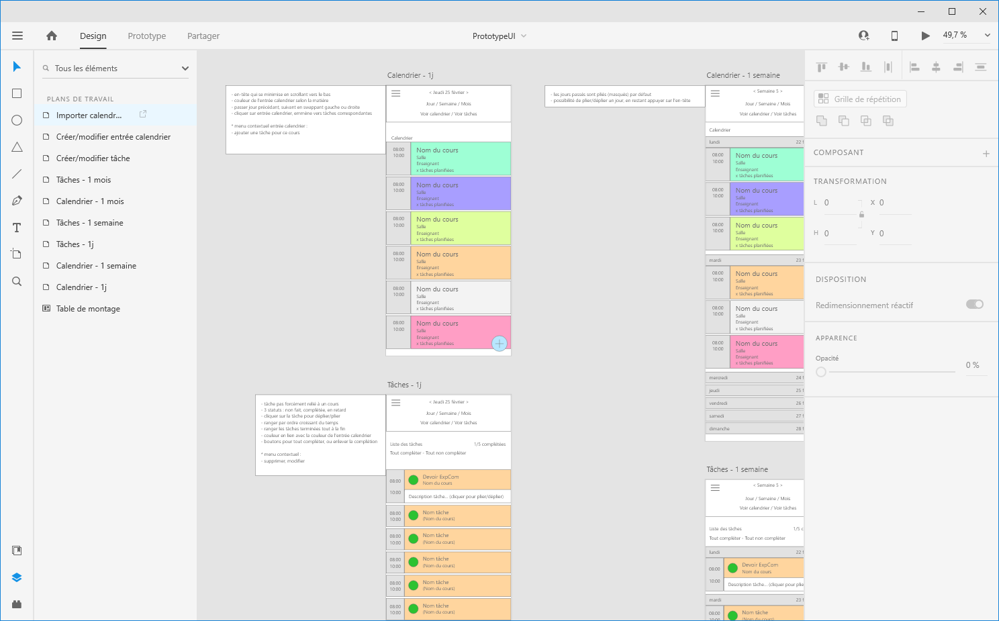 Design
Prototype
Partager
PrototypeUI
49,7 %
Tous les éléments
PLANS DE TRAVAIL
Importer calendr...
Créer/modifier entrée calendrier
Créer/modifier tâche
Tâches - 1 mois
Calendrier - 1 mois
Tâches - 1 semaine
Tâches - 1j
Calendrier - 1 semaine
Calendrier - 1j
Table de montage
- en-tête qui se minimise en scrollant vers le bas
- couleur de l'entrée calendrier selon la matière
- passer jour précédant, suivant en swappant gauche ou droite
- cliquer sur entrée calendrier, emmène vers tâches correspondantes
* menu contextuel entrée calendrier :
- ajouter une tâche pour ce cours
Calendrier - 1j
< Jeudi 25 février >
Jour / Semaine / Mois
Voir calendrier / Voir tâches
Calendrier
08:00
10:00
Nom du cours
Salle
Enseignant
x tâches planifiées
08:00
10:00
Nom du cours
Salle
Enseignant
x tâches planifiées
08:00
10:00
Nom du cours
Salle
Enseignant
x tâches planifiées
08:00
10:00
Nom du cours
Salle
Enseignant
x tâches planifiées
08:00
10:00
Nom du cours
Salle
Enseignant
x tâches planifiées
08:00
10:00
Nom du cours
Salle
Enseignant
x tâches planifiées
- tâche pas forcément relié à un cours
- 3 statuts : non fait, complétée, en retard
- cliquer sur la tâche pour déplier/plier
- ranger par ordre croissant du temps
- ranger les tâches terminées tout à la fin
- couleur en lien avec la couleur de l'entrée calendrier
- boutons pour tout compléter, ou enlever la complétion
* menu contextuel :
- supprimer, modifier
Tâches - 1j
< Jeudi 25 février >
Jour / Semaine / Mois
Voir calendrier / Voir tâches
Liste des tâches 1/5 complétées
Tout compléter - Tout non compléter
08:00
10:00
Devoir ExpCom
Nom du cours
Description tâche... (cliquer pour plier/déplier)
08:00
10:00
Nom tâche
(Nom du cours)
08:00
10:00
Nom tâche
(Nom du cours)
08:00
10:00
Nom tâche
(Nom du cours)
08:00
10:00
Nom tâche
(Nom du cours)
08:00
10:00
Nom tâche
(Nom du cours)
- les jours passés sont pliés (masqués) par défaut
- possibilité de plier/déplier un jour, en restant appuyer sur l'en-tête
Calendrier - 1 semaine
< Semaine 5 >
Jour / Semaine / Mois
Voir calendrier / Voir tâches
Calendrier
lundi 22 f
08:00
10:00
Nom du cours
Salle
Enseignant
x tâches planifiées
08:00
10:00
Nom du cours
Salle
Enseignant
x tâches planifiées
08:00
10:00
Nom du cours
Salle
Enseignant
x tâches planifiées
mardi 23 f
08:00
10:00
Nom du cours
Salle
Enseignant
x tâches planifiées
08:00
10:00
Nom du cours
Salle
Enseignant
x tâches planifiées
08:00
10:00
Nom du cours
Salle
Enseignant
x tâches planifiées
mercredi 24 f
jeudi 25 f
vendredi 26 f
samedi 27 f
dimanche 28 f
Tâches - 1 semaine
< Semaine 5 >
Jour / Semaine / Mois
Voir calendrier / Voir tâches
Liste des tâches 1/5 c
Tout compléter - Tout non compléter
lundi 22 f
08:00
10:00
Devoir ExpCom
Nom du cours
Description tâche... (cliquer pour plie
mardi 23 f
08:00
10:00
Nom tâche
(Nom du cours)
Grille de répétition
COMPOSANT
TRANSFORMATION
L 0 X 0
H 0 Y 0
DISPOSITION
Redimensionnement réactif
APPARENCE
Opacité
0 %